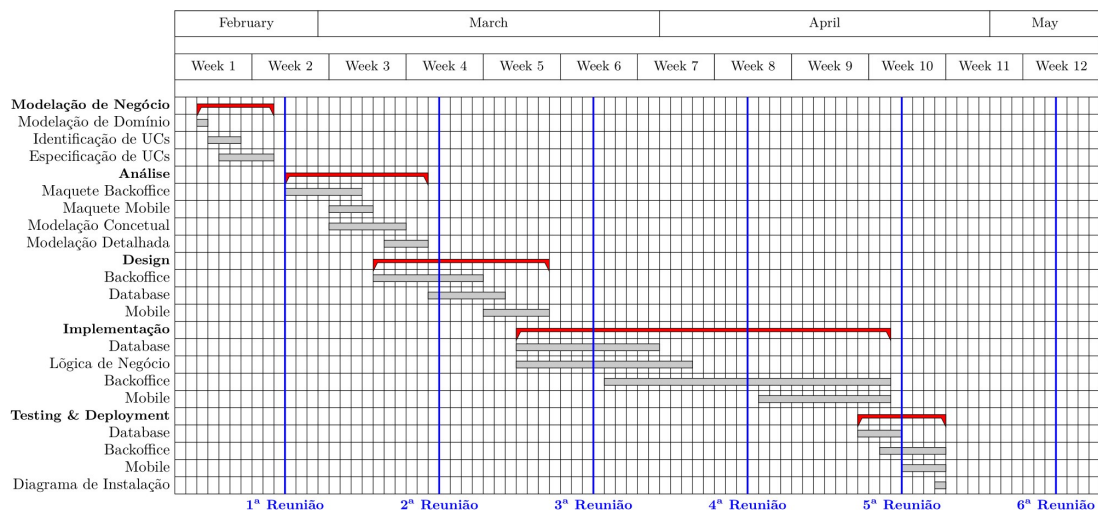 February March April May
Week 1 Week 2 Week 3 Week 4 Week 5 Week 6 Week 7 Week 8 Week 9 Week 10 Week 11 Week 12
Modelação de Negócio
Modelação de Domínio
Identificação de UCs
Especificação de UCs
Análise
Maquete Backoffice
Maquete Mobile
Modelação Concetual
Modelação Detalhada
Design
Backoffice
Database
Mobile
Implementação
Database
Lõgica de Negócio
Backoffice
Mobile
Testing & Deployment
Database
Backoffice
Mobile
Diagrama de Instalação
1ª Reunião 2ª Reunião 3ª Reunião 4ª Reunião 5ª Reunião 6ª Reunião